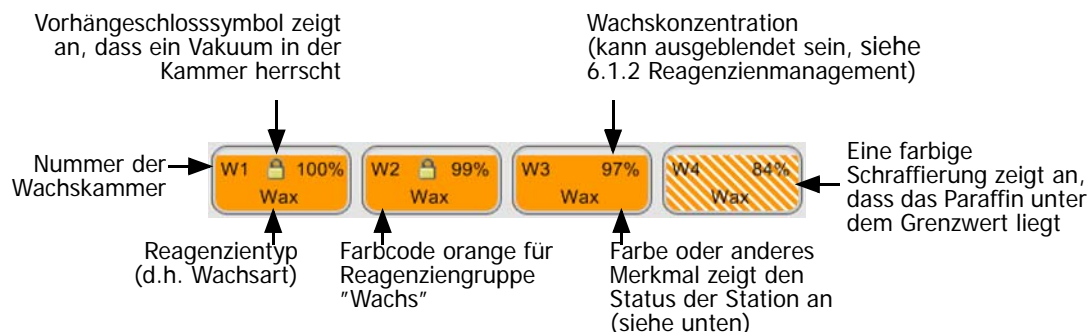 Vorhängeschlosssymbol zeigt
an, dass ein Vakuum in der
Kammer herrscht
Wachskonzentration
(kann ausgeblendet sein, siehe
6.1.2 Reagenzienmanagement)
Nummer der
Wachskammer
W1 100%
Wax
W2 99%
Wax
W3 97%
Wax
W4 84%
Wax
Eine farbige
Schraffierung zeigt an,
dass das Paraffin unter
dem Grenzwert liegt
Reagenzientyp
(d.h. Wachsart)
Farbcode orange für
Reagenziengruppe
"Wachs"
Farbe oder anderes
Merkmal zeigt den
Status der Station an
(siehe unten)